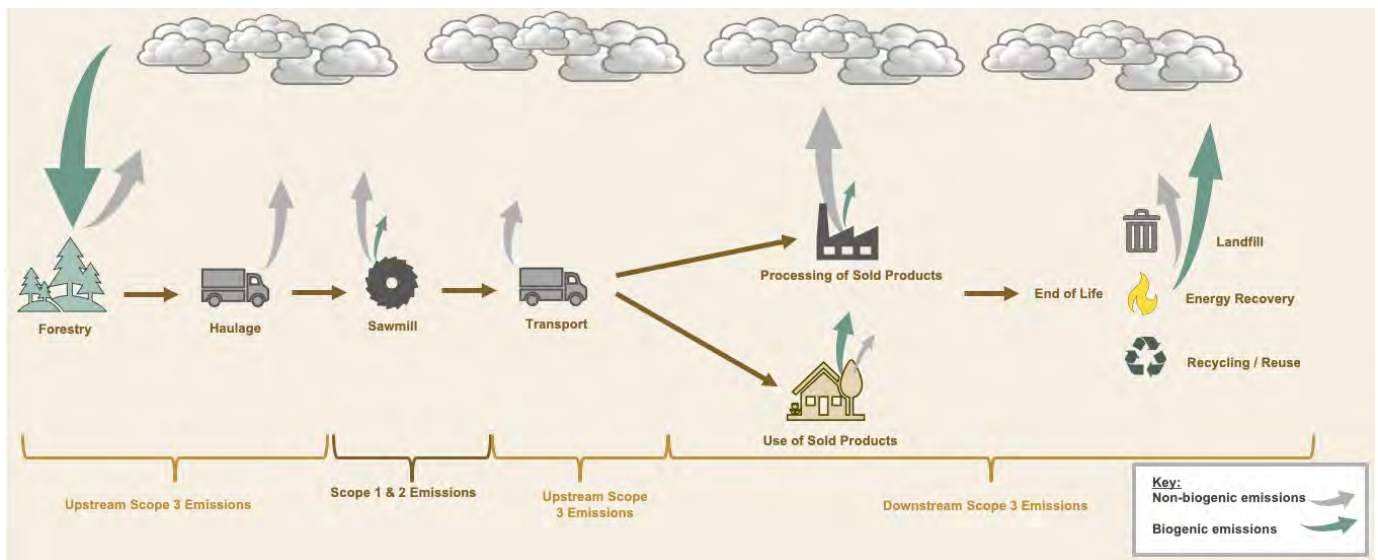 Forestry
Haulage
Sawmill
Transport
Processing of Sold Products
Use of Sold Products
End of Life
Landfill
Energy Recovery
Recycling / Reuse
Upstream Scope 3 Emissions
Scope 1 & 2 Emissions
Upstream Scope
3 Emissions
Downstream Scope 3 Emissions
Key:
Non-biogenic emissions
Biogenic emissions